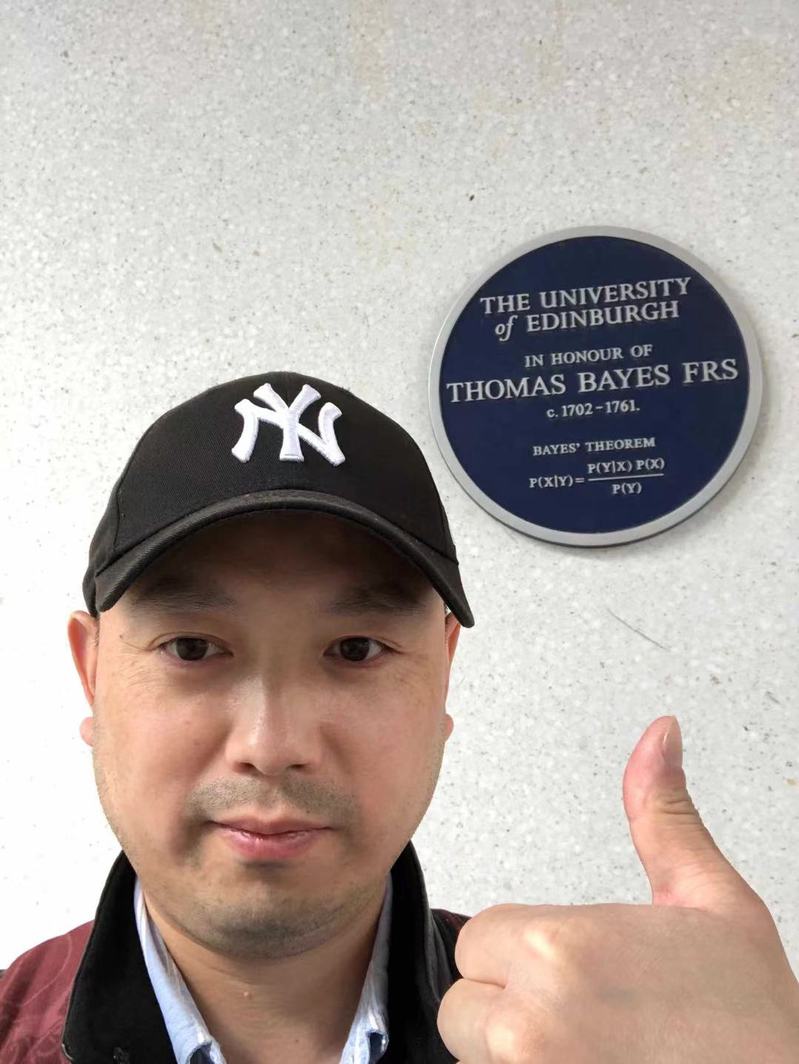 NY
THE UNIVERSITY
of EDINBURGH
IN HONOUR OF
THOMAS BAYES FRS
c. 1702-1761.
BAYES' THEOREM
P(X|Y)= P(Y|X) P(X)
P(Y)